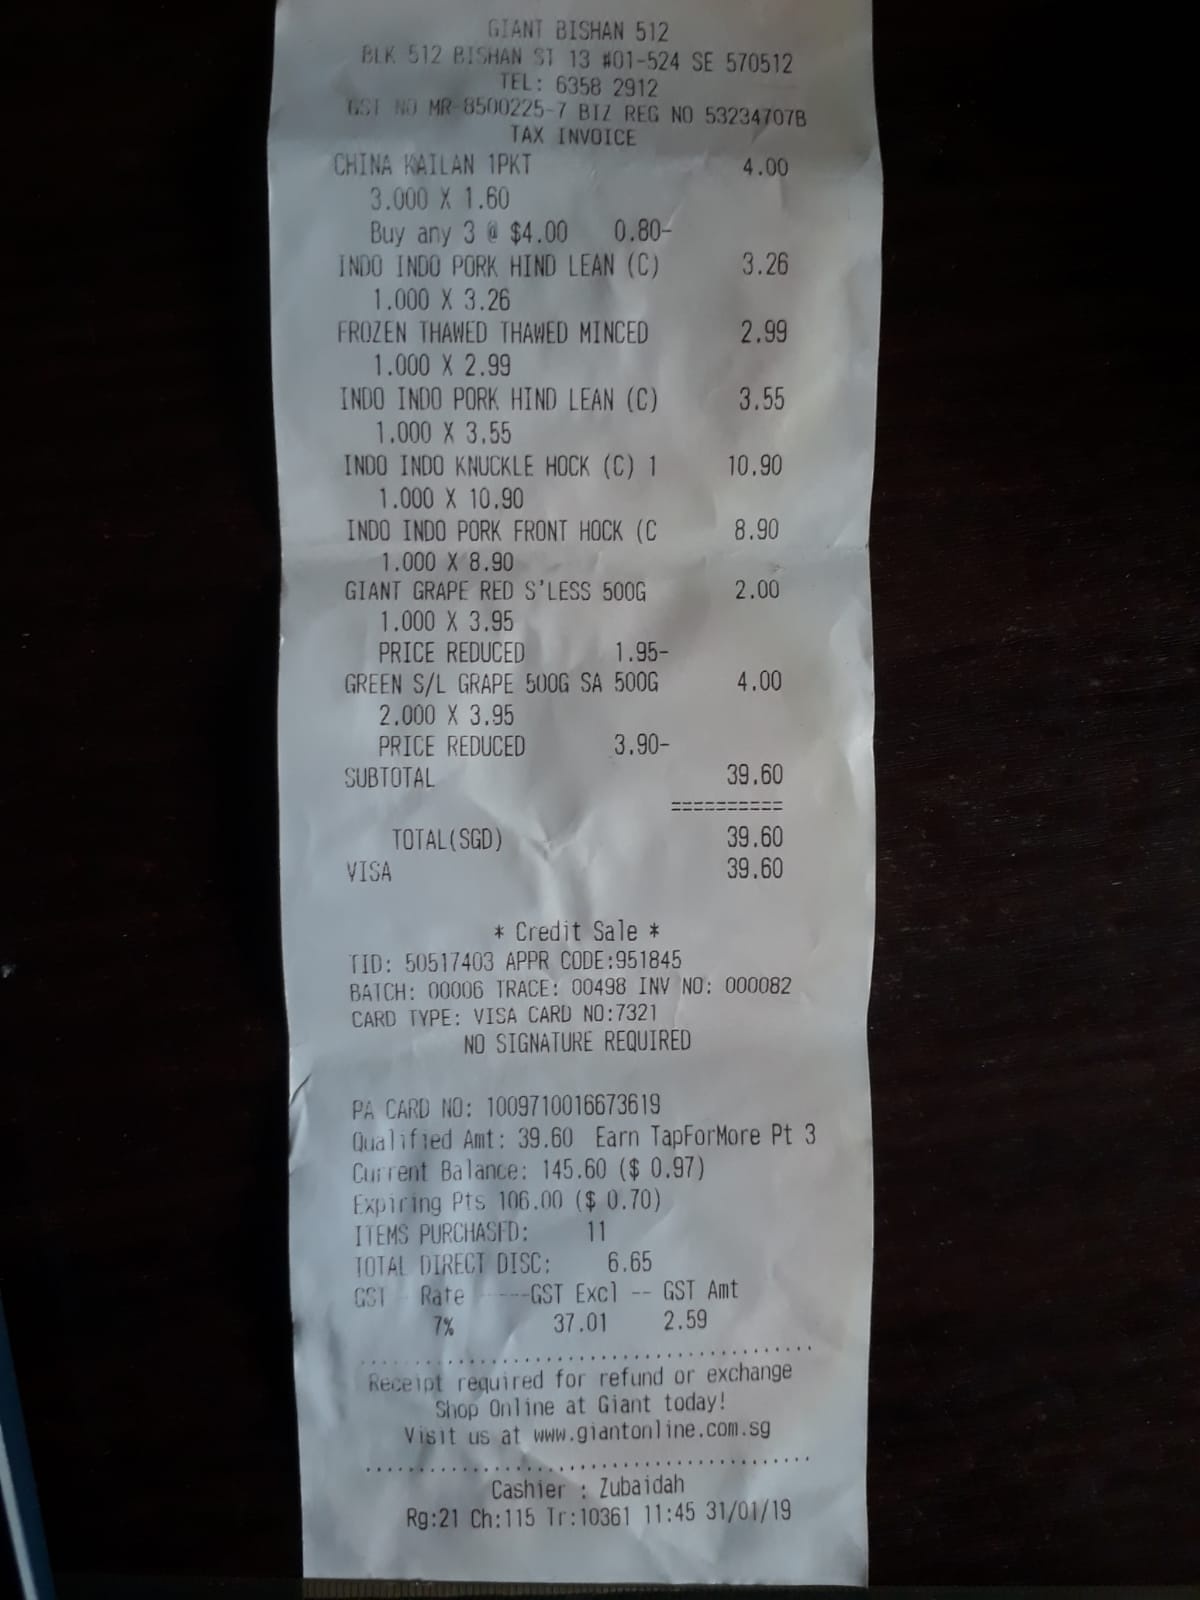 GIANT BISHAN 512
BLK 512 BISHAN ST 13 #01-524 SE 570512
TEL: 6358 2912
GST NO MR-8500225-7 BIZ REG NO 53234707B
TAX INVOICE
CHINA KAILAN 1PKT 4.00
3.000 X 1.60
Buy any 3 @ $4.00 0.80-
INDO INDO PORK HIND LEAN (C) 3.26
1.000 X 3.26
FROZEN THAWED THAWED MINCED 2.99
1.000 X 2.99
INDO INDO PORK HIND LEAN (C) 3.55
1.000 X 3.55
INDO INDO KNUCKLE HOCK (C) 1 10.90
1.000 X 10.90
INDO INDO PORK FRONT HOCK (C 8.90
1.000 X 8.90
GIANT GRAPE RED S'LESS 500G 2.00
1.000 X 3.95
PRICE REDUCED 1.95-
GREEN S/L GRAPE 500G SA 500G 4.00
2.000 X 3.95
PRICE REDUCED 3.90-
SUBTOTAL 39.60
==========
TOTAL(SGD) 39.60
VISA 39.60
* Credit Sale *
TID: 50517403 APPR CODE:951845
BATCH: 00006 TRACE: 00498 INV NO: 000082
CARD TYPE: VISA CARD NO:7321
NO SIGNATURE REQUIRED
PA CARD NO: 1009710016673619
Qualified Amt: 39.60 Earn TapForMore Pt 3
Current Balance: 145.60 ($ 0.97)
Expiring Pts 106.00 ($ 0.70)
ITEMS PURCHASED: 11
TOTAL DIRECT DISC: 6.65
GST Rate ----GST Excl -- GST Amt
7% 37.01 2.59
Receipt required for refund or exchange
Shop Online at Giant today!
Visit us at www.giantonline.com.sg
Cashier : Zubaidah
Rg:21 Ch:115 Tr:10361 11:45 31/01/19